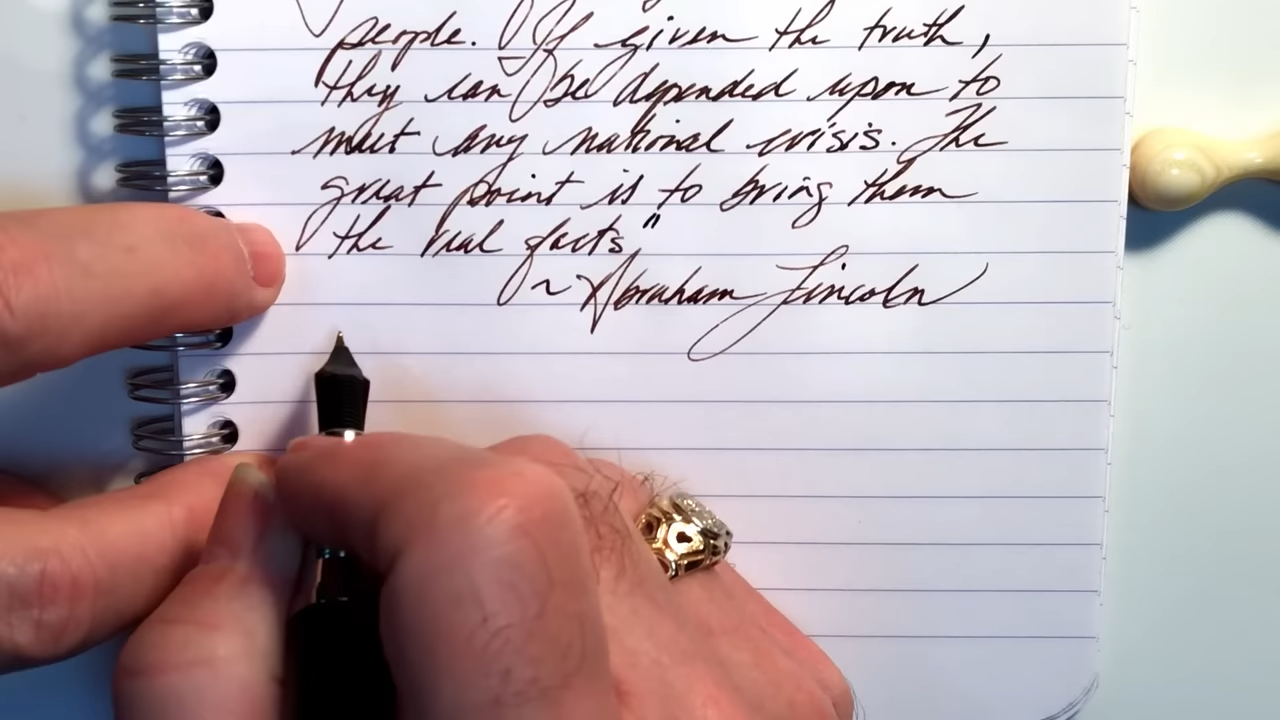 people. If given the truth,
they can be depended upon to
meet any national crisis. The
great point is to bring them
the real facts"
~ Abraham Lincoln